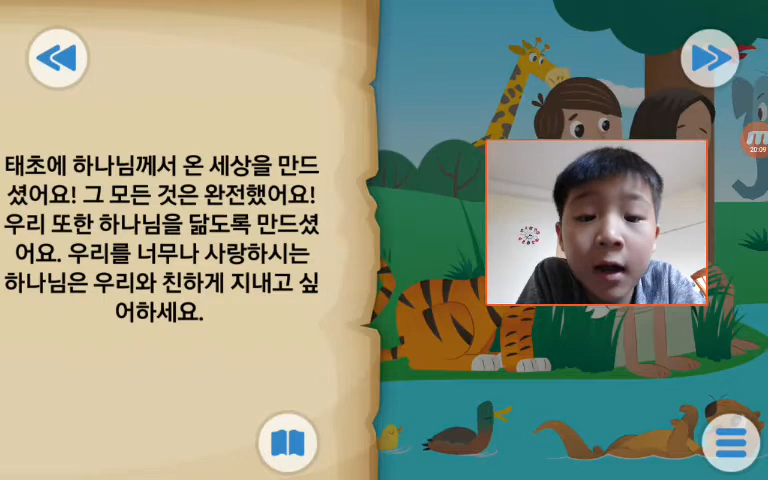 태초에 하나님께서 온 세상을 만드
셨어요! 그 모든 것은 완전했어요!
우리 또한 하나님을 닮도록 만드셨
어요. 우리를 너무나 사랑하시는
하나님은 우리와 친하게 지내고 싶
어하세요.
20:09